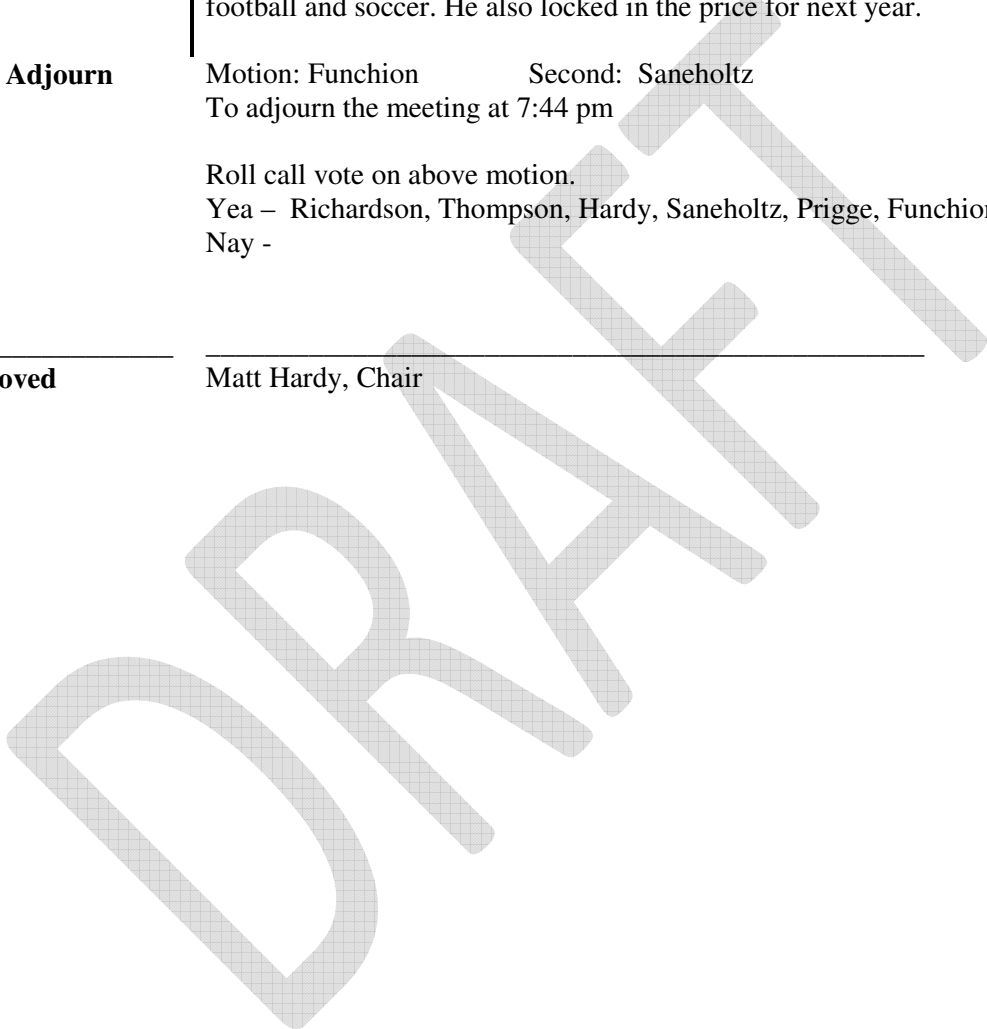 football and soccer. He also locked in the price for next year.
Adjourn Motion: Funchion Second: Saneholtz
To adjourn the meeting at 7:44 pm
Roll call vote on above motion.
Yea – Richardson, Thompson, Hardy, Saneholtz, Prigge, Funchion
Nay -
oved Matt Hardy, Chair
DRAFT